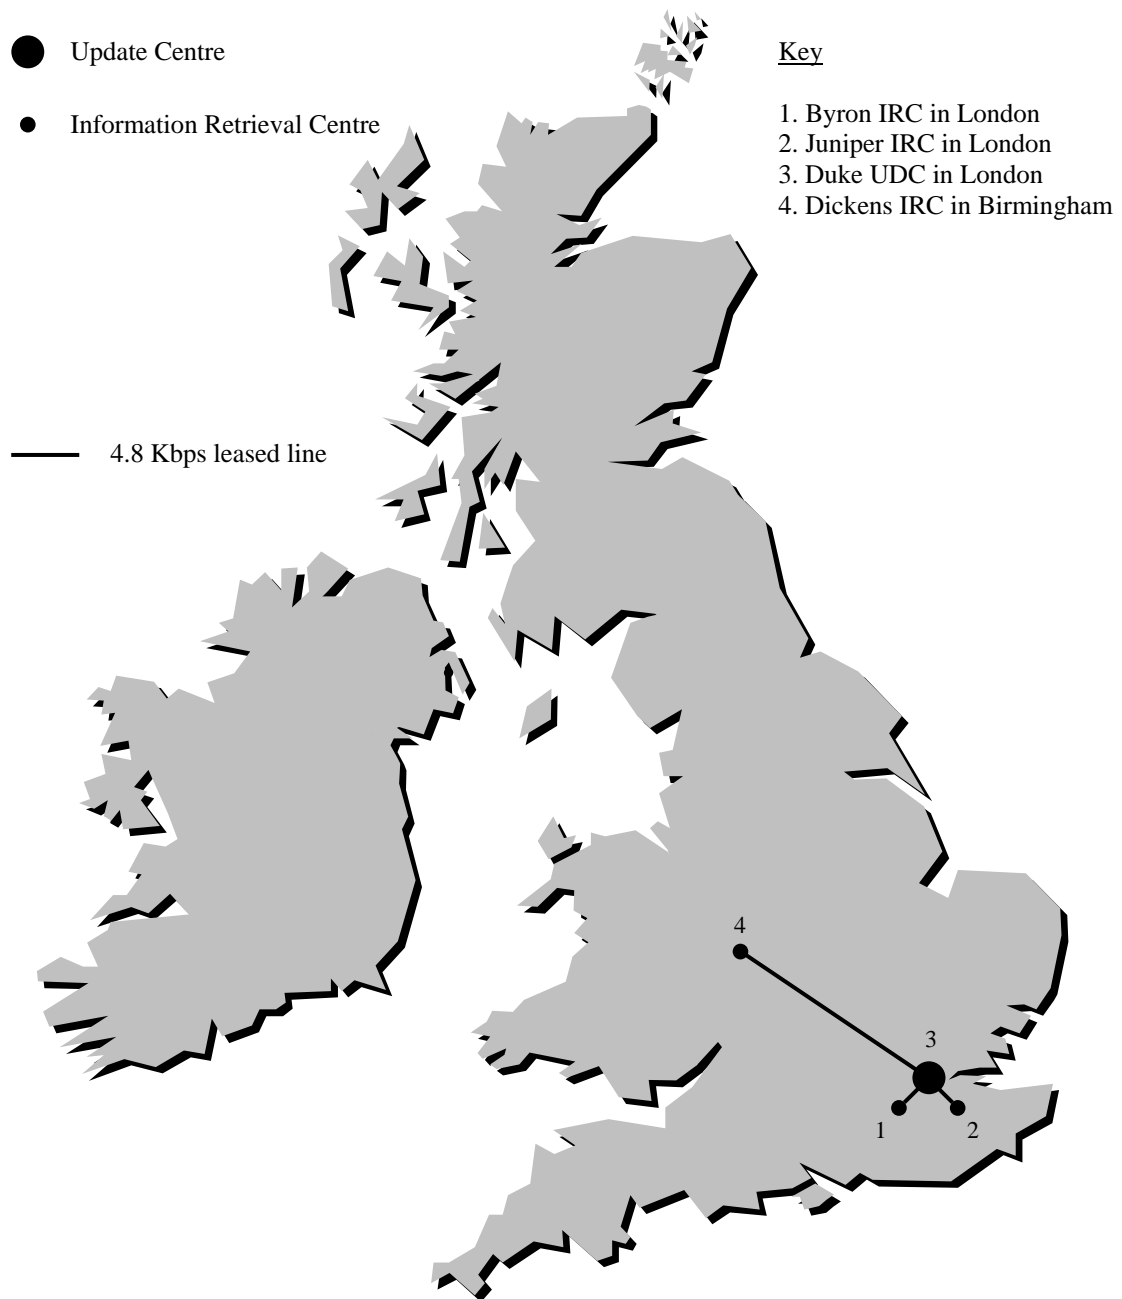 Update Centre
Information Retrieval Centre
Key
1. Byron IRC in London
2. Juniper IRC in London
3. Duke UDC in London
4. Dickens IRC in Birmingham
4.8 Kbps leased line
4
3
1
2